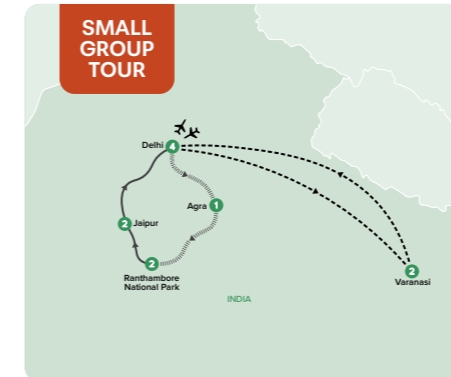 SMALL
GROUP
TOUR
Delhi 4
Agra 1
2 Jaipur
2
Ranthambore
National Park
2
Varanasi
INDIA